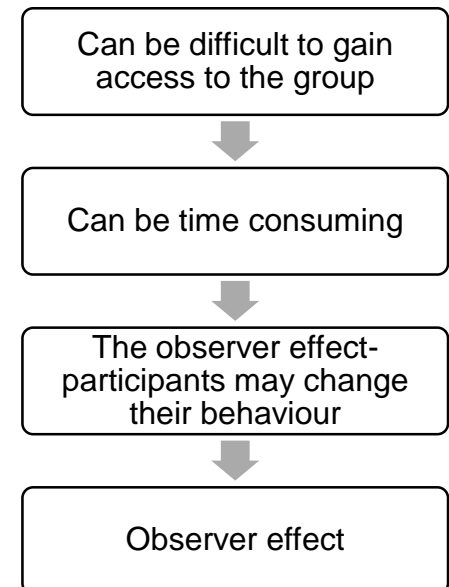 Can be difficult to gain
access to the group
Can be time consuming
The observer effect-
participants may change
their behaviour
Observer effect